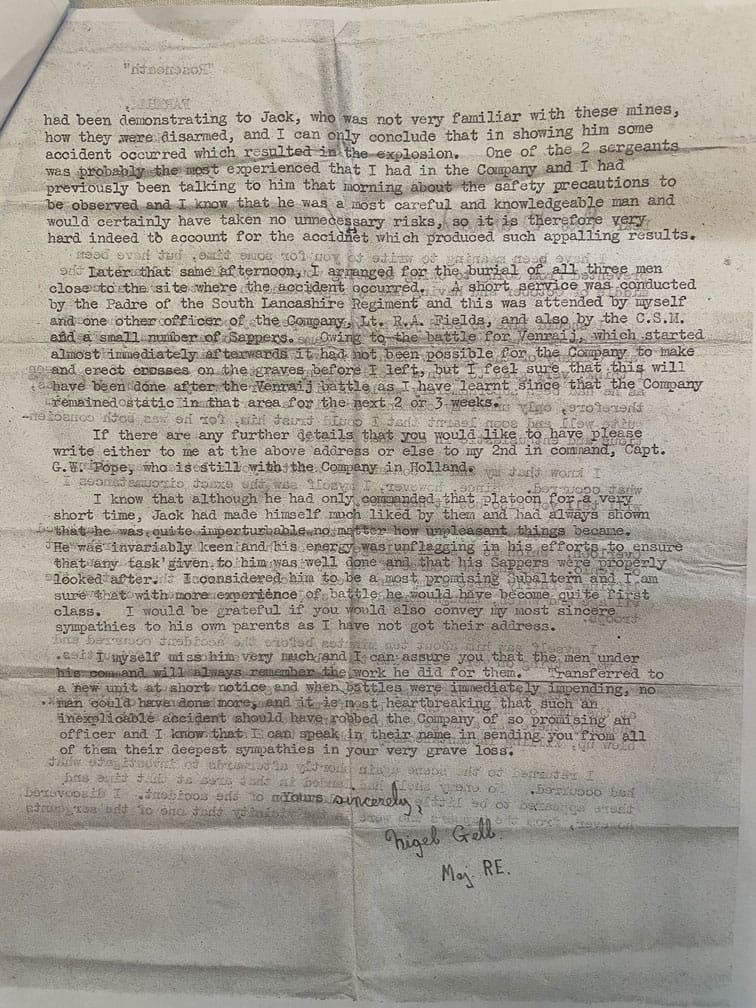 "Roseneath"
had been demonstrating to Jack, who was not very familiar with these mines,
how they were disarmed, and I can only conclude that in showing him some
accident occurred which resulted in the explosion. One of the 2 sergeants
was probably the most experienced that I had in the Company and I had
previously been talking to him that morning about the safety precautions to
be observed and I know that he was a most careful and knowledgeable man and
would certainly have taken no unnecessary risks, so it is therefore very
hard indeed to account for the accidnet which produced such appalling results.
Later that same afternoon, I arranged for the burial of all three men
close to the site where the accident occurred. A short service was conducted
by the Padre of the South Lancashire Regiment and this was attended by myself
and one other officer of the Company, Lt. R.A. Fields, and also by the C.S.M.
and a small number of Sappers. Owing to the battle for Venraij, which started
almost immediately afterwards it had not been possible for the Company to make
and erect crosses on the graves before I left, but I feel sure that this will
have been done after the Venraij battle as I have learnt since that the Company
remained static in that area for the next 2 or 3 weeks.
If there are any further details that you would like to have please
write either to me at the above address or else to my 2nd in command, Capt.
G.W. Pope, who is still with the Company in Holland.
I know that although he had only commanded that platoon for a very
short time, Jack had made himself much liked by them and had always shown
that he was quite imperturbable no matter how unpleasant things became.
He was invariably keen and his energy was unflagging in his efforts to ensure
that any task given to him was well done and that his Sappers were properly
looked after. I considered him to be a most promising Subaltern and I am
sure that with more experience of battle he would have become quite first
class. I would be grateful if you would also convey my most sincere
sympathies to his own parents as I have not got their address.
I myself miss him very much and I can assure you that the men under
his command will always remember the work he did for them. Transferred to
a new unit at short notice and when battles were immediately impending, no
man could have done more, and it is most heartbreaking that such an
inexplicable accident should have robbed the Company of so promising an
officer and I know that I can speak in their name in sending you from all
of them their deepest sympathies in your very grave loss.
Yours sincerely,
Nigel Gell.
Maj. RE.